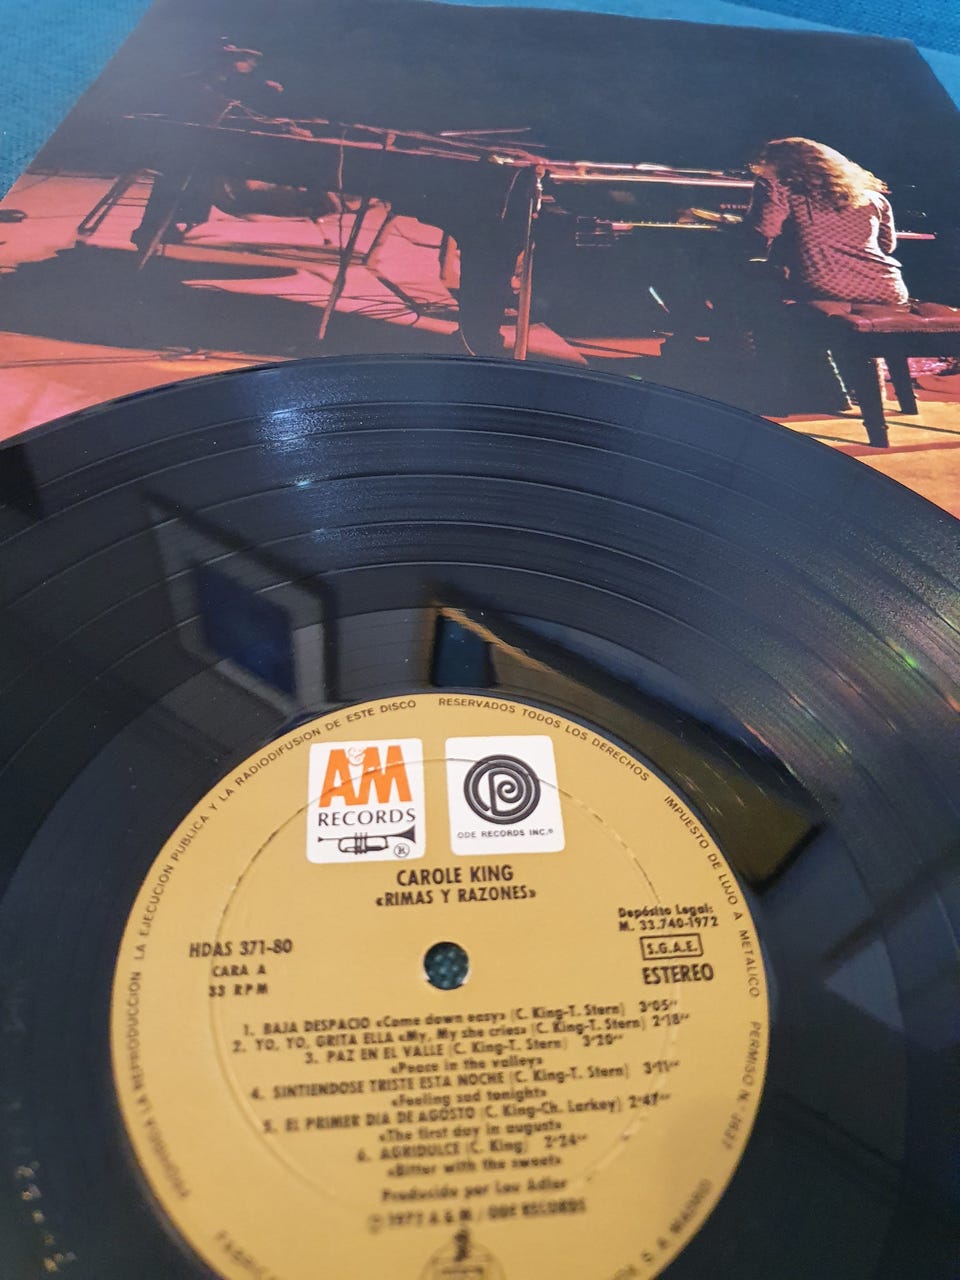 PROHIBIDA LA REPRODUCCIÓN LA EJECUCION PUBLICA Y LA RADIODIFUSION DE ESTE DISCO RESERVADOS TODOS LOS DERECHOS IMPUESTO DE LUJO A METALICO PERMISO N.º
A&M
RECORDS
ODE RECORDS INC.®
CAROLE KING
«RIMAS Y RAZONES»
HDAS 371-80
CARA A
33 RPM
Depósito Legal:
M. 33.740-1972
S.G.A.E.
ESTEREO
1. BAJA DESPACIO «Come down easy» (C. King-T. Stern) 3'05"
2. YO, YO, GRITA ELLA «My, My she cries» (C. King-T. Stern) 2'18"
3. PAZ EN EL VALLE (C. King-T. Stern) 3'20"
«Peace in the valley»
4. SINTIENDOSE TRISTE ESTA NOCHE (C. King-T. Stern) 3'11"
«Feeling sad tonight»
5. EL PRIMER DIA DE AGOSTO (C. King-Ch. Larkey) 2'47"
«The first day in august»
6. AGRIDULCE (C. King) 2'24"
«Bitter with the sweet»
Producido por Lou Adler
℗ 1972 A & M / ODE RECORDS